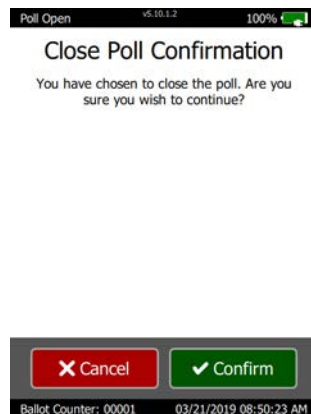 Poll Open v5.10.1.2 100%
Close Poll Confirmation
You have chosen to close the poll. Are you
sure you wish to continue?
Cancel Confirm
Ballot Counter: 00001 03/21/2019 08:50:23 AM